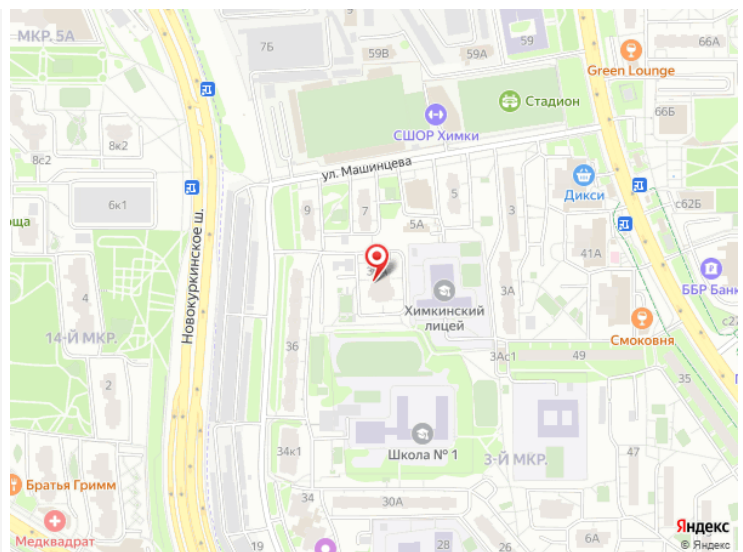 МКР. 5А
7Б
59В
59А
59
66А
Green Lounge
66Б
Стадион
СШОР Химки
8к2
8с2
ул. Машинцева
Дикси
с62Б
6к1
оща
9
7
5
5А
3
41А
Новокуркинское ш.
ББР Банк
4
Химкинский
лицей
3А
с27
Смоковня
14-Й МКР.
36
3Ас1
49
35
2
Школа № 1
34к1
3-Й МКР.
47
Братья Гримм
34
30А
Медквадрат
19
28
26
6А
Яндекс
© Яндекс